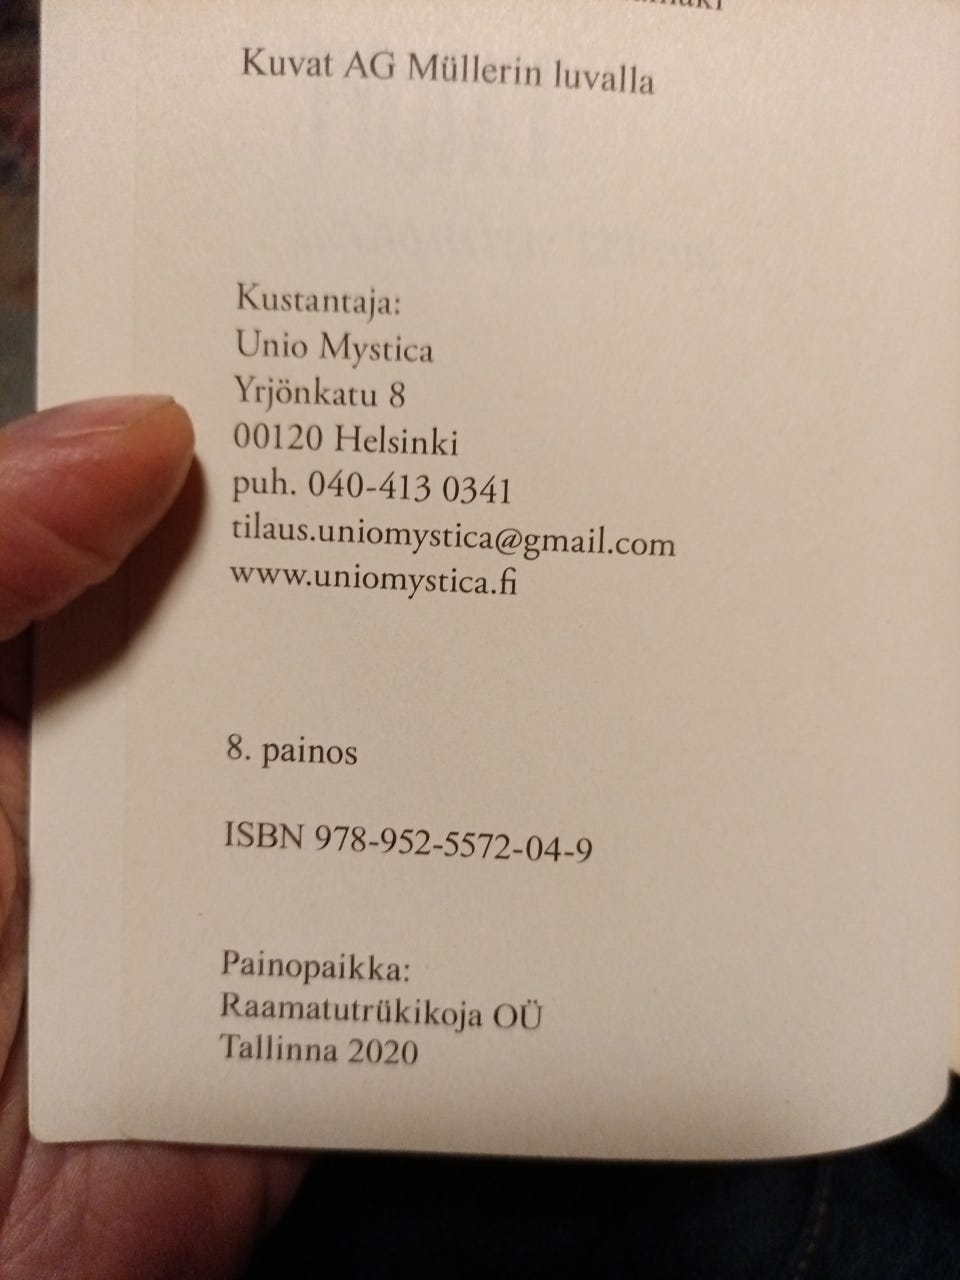 Kuvat AG Müllerin luvalla
Kustantaja:
Unio Mystica
Yrjönkatu 8
00120 Helsinki
puh. 040-413 0341
tilaus.uniomystica@gmail.com
www.uniomystica.fi
8. painos
ISBN 978-952-5572-04-9
Painopaikka:
Raamatutrükikoja OÜ
Tallinna 2020